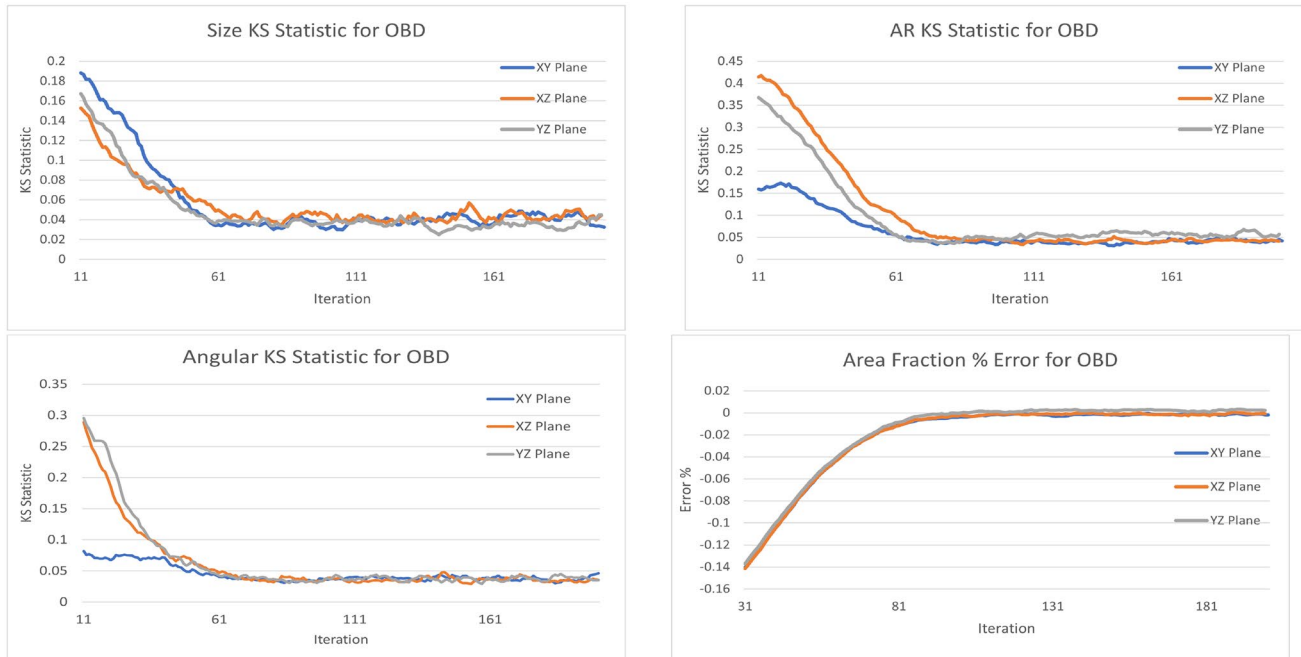 Size KS Statistic for OBD
0.2
0.18
0.16
0.14
0.12
0.1
0.08
0.06
0.04
0.02
0
KS Statistic
XY Plane
XZ Plane
YZ Plane
11 61 111 161
Iteration
AR KS Statistic for OBD
0.45
0.4
0.35
0.3
0.25
0.2
0.15
0.1
0.05
0
KS Statistic
XY Plane
XZ Plane
YZ Plane
11 61 111 161
Iteration
Angular KS Statistic for OBD
0.35
0.3
0.25
0.2
0.15
0.1
0.05
0
KS Statistic
XY Plane
XZ Plane
YZ Plane
11 61 111 161
Iteration
Area Fraction % Error for OBD
0.02
0
-0.02
-0.04
-0.06
-0.08
-0.1
-0.12
-0.14
-0.16
Error %
XY Plane
XZ Plane
YZ Plane
31 81 131 181
Iteration